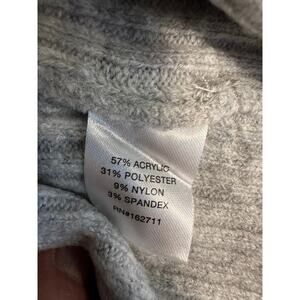 57% ACRYLIC
31% POLYESTER
9% NYLON
3% SPANDEX
RN#162711